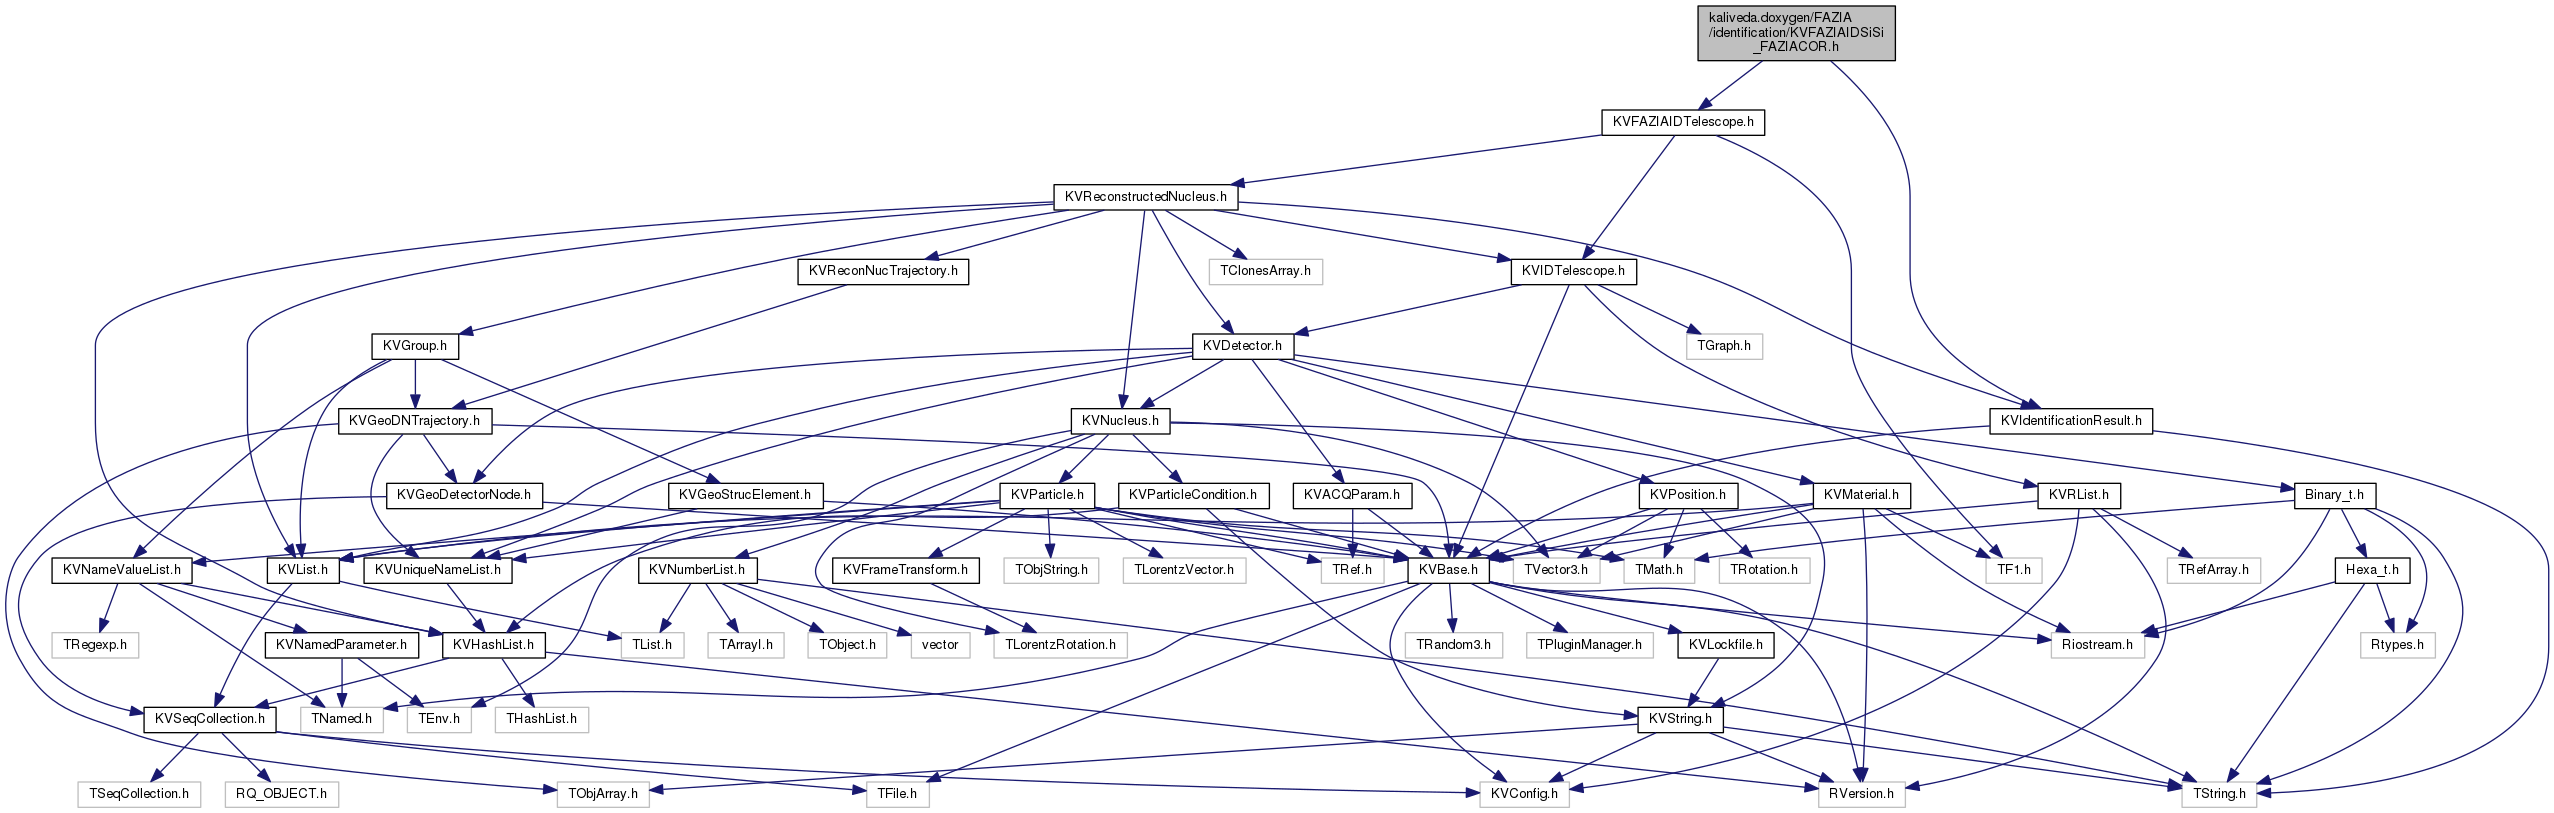 kaliveda.doxygen/FAZIA
/identification/KVFAZIAIDSiSi
_FAZIACOR.h
KVFAZIAIDTelescope.h
KVReconstructedNucleus.h
KVReconNucTrajectory.h
TClonesArray.h
KVIDTelescope.h
KVGroup.h
KVDetector.h
TGraph.h
KVGeoDNTrajectory.h
KVNucleus.h
KVIdentificationResult.h
KVGeoDetectorNode.h
KVGeoStrucElement.h
KVParticle.h
KVParticleCondition.h
KVACQParam.h
KVPosition.h
KVMaterial.h
KVRList.h
Binary_t.h
KVNameValueList.h
KVList.h
KVUniqueNameList.h
KVNumberList.h
KVFrameTransform.h
TObjString.h
TLorentzVector.h
TRef.h
KVBase.h
TVector3.h
TMath.h
TRotation.h
TF1.h
TRefArray.h
Hexa_t.h
TRegexp.h
KVNamedParameter.h
KVHashList.h
TList.h
TArrayI.h
TObject.h
vector
TLorentzRotation.h
TRandom3.h
TPluginManager.h
KVLockfile.h
Riostream.h
Rtypes.h
KVSeqCollection.h
TNamed.h
TEnv.h
THashList.h
KVString.h
TSeqCollection.h
RQ_OBJECT.h
TObjArray.h
TFile.h
KVConfig.h
RVersion.h
TString.h